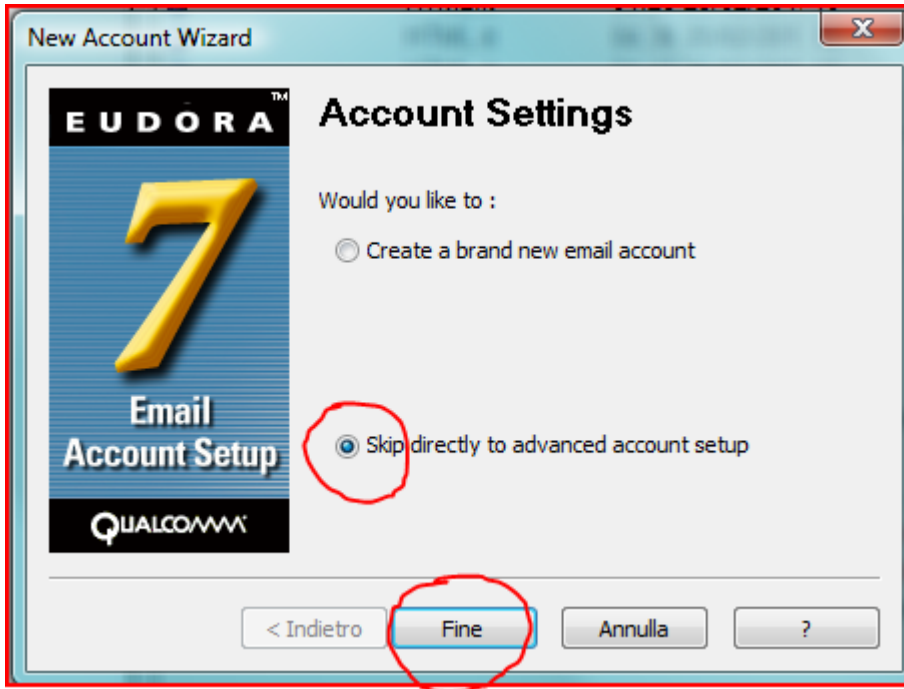 New Account Wizard
EUDORA™
7
Email
Account Setup
QUALCOMM
Account Settings
Would you like to :
Create a brand new email account
Skip directly to advanced account setup
< Indietro
Fine
Annulla
?